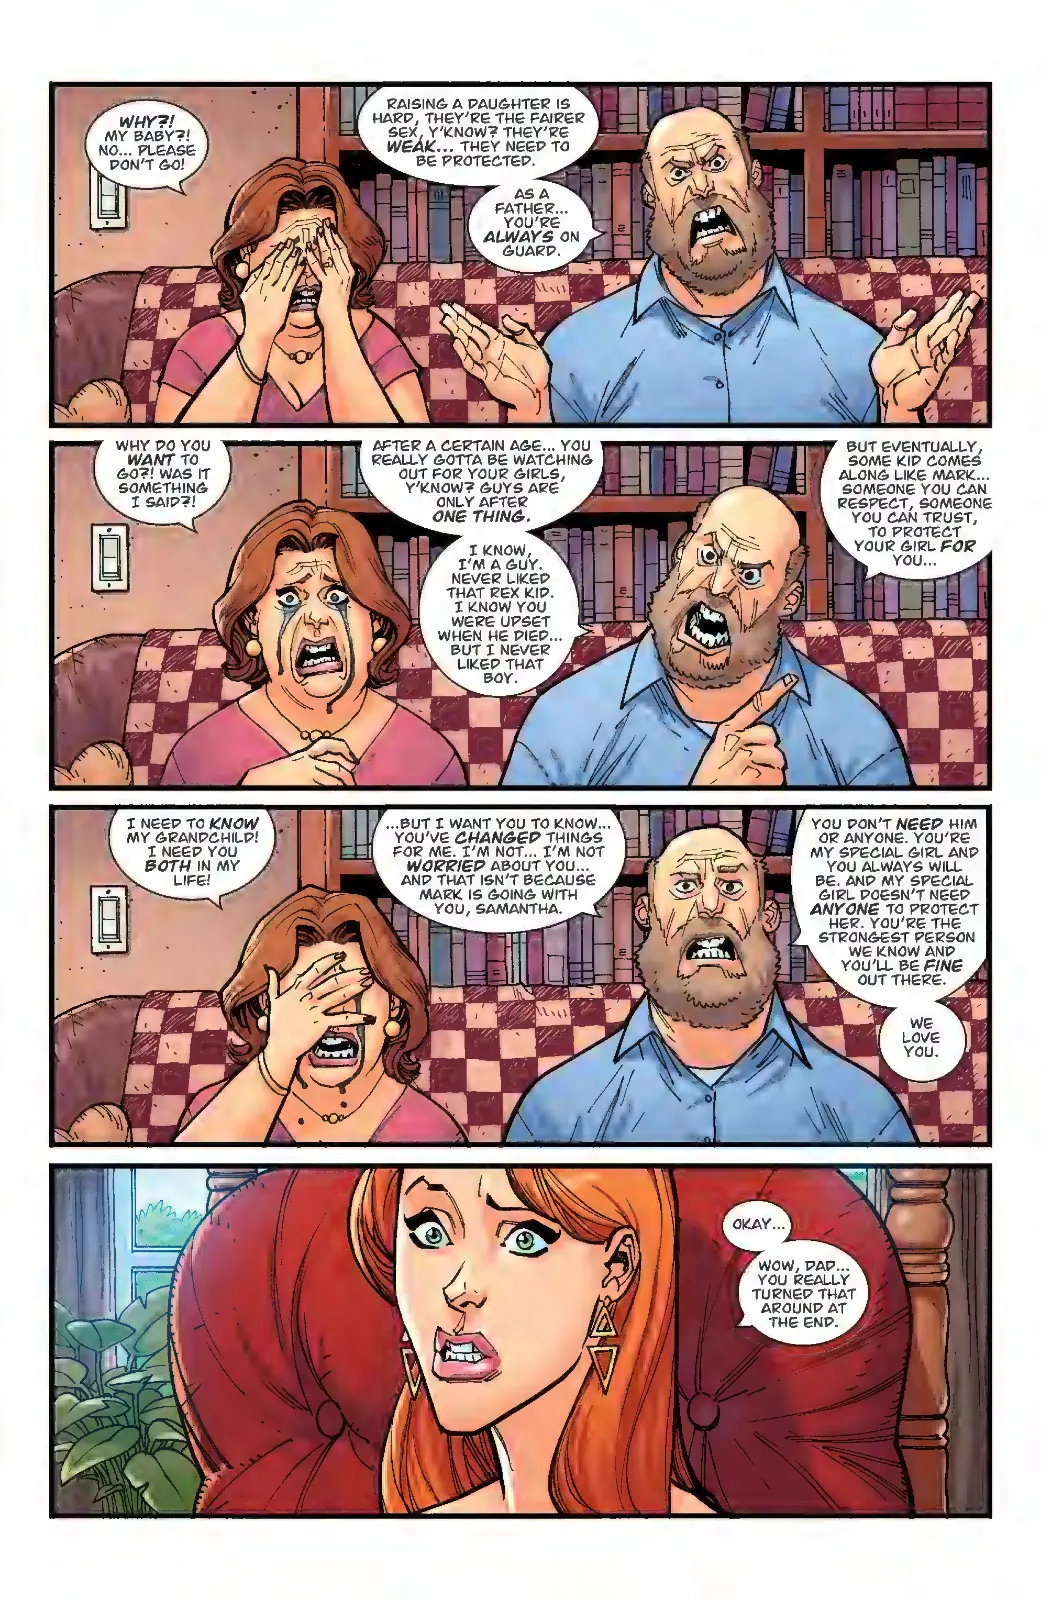 WHY?!
MY BABY?!
NO... PLEASE
DON'T GO!
RAISING A DAUGHTER IS
HARD, THEY'RE THE FAIRER
SEX, Y'KNOW? THEY'RE
WEAK... THEY NEED TO
BE PROTECTED.
AS A
FATHER...
YOU'RE
ALWAYS ON
GUARD.
WHY DO YOU
WANT TO
GO?! WAS IT
SOMETHING
I SAID?!
AFTER A CERTAIN AGE... YOU
REALLY GOTTA BE WATCHING
OUT FOR YOUR GIRLS,
Y'KNOW? GUYS ARE
ONLY AFTER
ONE THING.
I KNOW,
I'M A GUY.
NEVER LIKED
THAT REX KID.
I KNOW YOU
WERE UPSET
WHEN HE DIED...
BUT I NEVER
LIKED THAT
BOY.
BUT EVENTUALLY,
SOME KID COMES
ALONG LIKE MARK...
SOMEONE YOU CAN
RESPECT, SOMEONE
YOU CAN TRUST,
TO PROTECT
YOUR GIRL FOR
YOU...
I NEED TO KNOW
MY GRANDCHILD!
I NEED YOU
BOTH IN MY
LIFE!
...BUT I WANT YOU TO KNOW...
YOU'VE CHANGED THINGS
FOR ME. I'M NOT... I'M NOT
WORRIED ABOUT YOU...
AND THAT ISN'T BECAUSE
MARK IS GOING WITH
YOU, SAMANTHA.
YOU DON'T NEED HIM
OR ANYONE. YOU'RE
MY SPECIAL GIRL AND
YOU ALWAYS WILL
BE. AND MY SPECIAL
GIRL DOESN'T NEED
ANYONE TO PROTECT
HER. YOU'RE THE
STRONGEST PERSON
WE KNOW AND
YOU'LL BE FINE
OUT THERE.
WE
LOVE
YOU.
OKAY...
WOW, DAD...
YOU REALLY
TURNED THAT
AROUND AT
THE END.